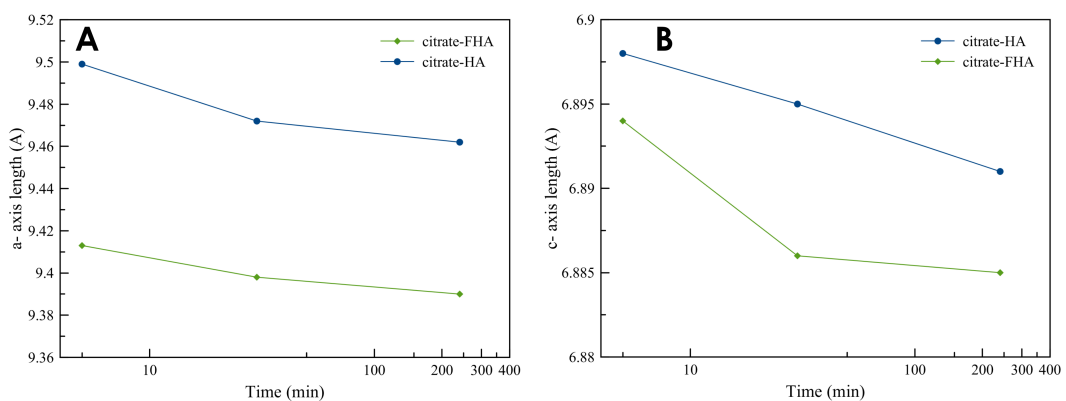 A
citrate-FHA
citrate-HA
9.52
9.5
9.48
9.46
9.44
9.42
9.4
9.38
9.36
a- axis length (A)
10
100
200
300
400
Time (min)
B
citrate-HA
citrate-FHA
6.9
6.895
6.89
6.885
6.88
c- axis length (A)
10
100
200
300
400
Time (min)